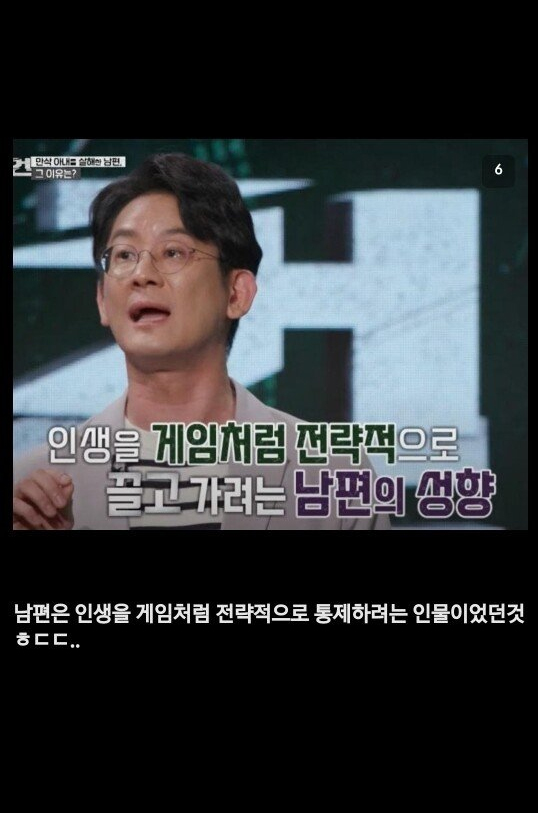 건 만삭 아내를 살해한 남편,
그 이유는?
6
인생을 게임처럼 전략적으로
끌고 가려는 남편의 성향
남편은 인생을 게임처럼 전략적으로 통제하려는 인물이었던것
ㅎㄷㄷ..